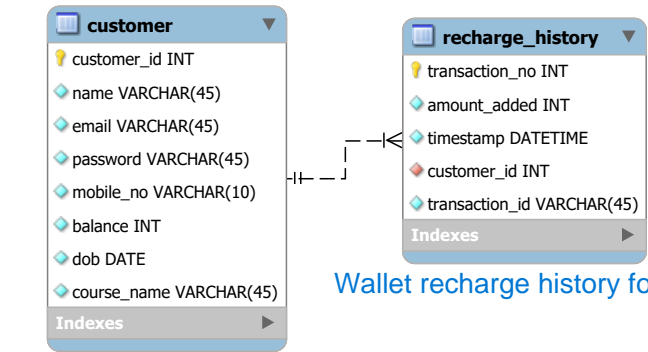 customer
customer_id INT
name VARCHAR(45)
email VARCHAR(45)
password VARCHAR(45)
mobile_no VARCHAR(10)
balance INT
dob DATE
course_name VARCHAR(45)
Indexes
recharge_history
transaction_no INT
amount_added INT
timestamp DATETIME
customer_id INT
transaction_id VARCHAR(45)
Indexes
Wallet recharge history fo